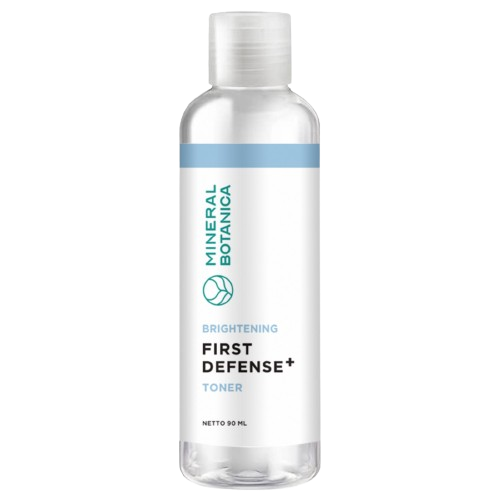 MINERAL
BOTANICA
BRIGHTENING
FIRST
DEFENSE+
TONER
NETTO 90 ML